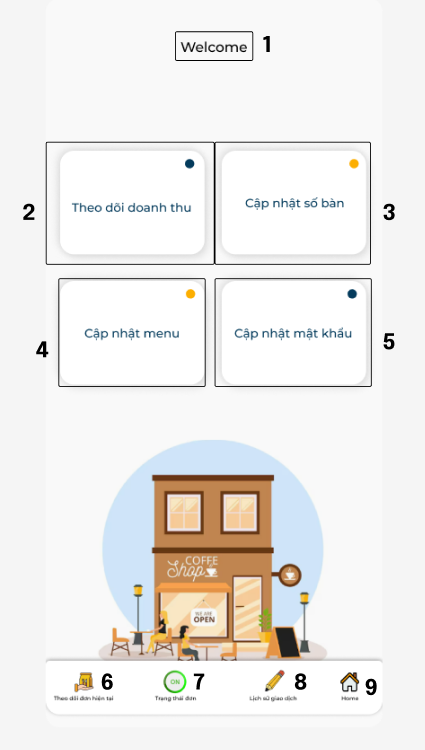 Welcome 1
2 Theo dõi doanh thu
Cập nhật số bàn 3
4 Cập nhật menu
Cập nhật mật khẩu 5
COFFE
Shop
WE ARE
OPEN
6
ON 7
8
9
Theo dõi đơn hiện tại
Trạng thái đơn
Lịch sử giao dịch
Home